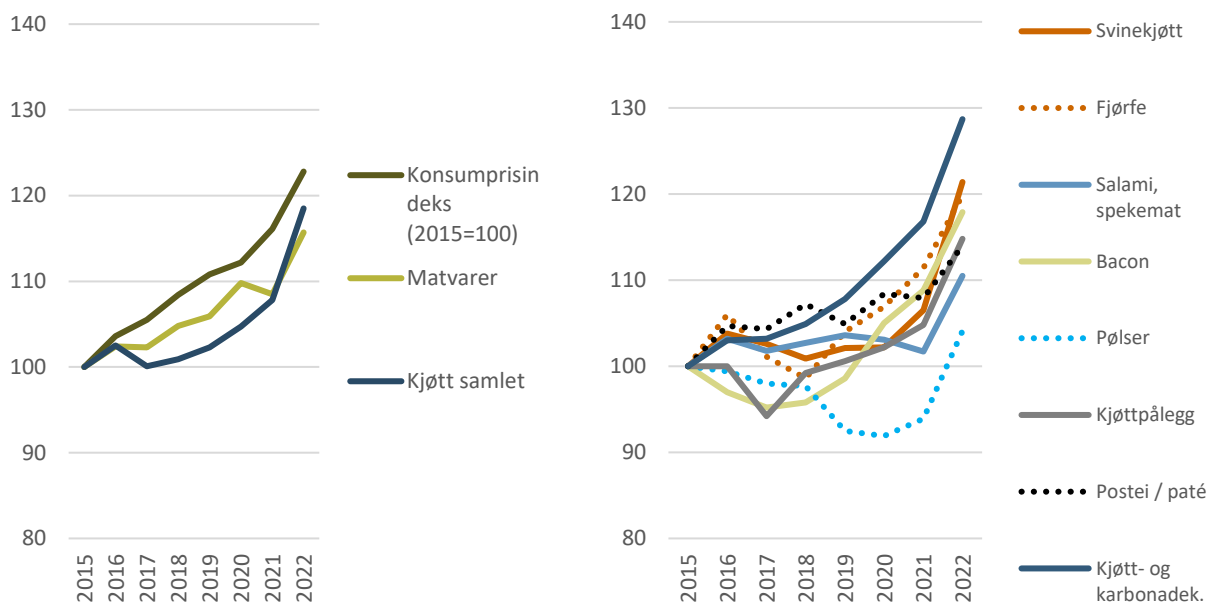 140
130
120
110
100
90
80
2015
2016
2017
2018
2019
2020
2021
2022
Konsumprisin
deks
(2015=100)
Matvarer
Kjøtt samlet
140
130
120
110
100
90
80
2015
2016
2017
2018
2019
2020
2021
2022
Svinekjøtt
Fjørfe
Salami,
spekemat
Bacon
Pølser
Kjøttpålegg
Postei / paté
Kjøtt- og
karbonadek.